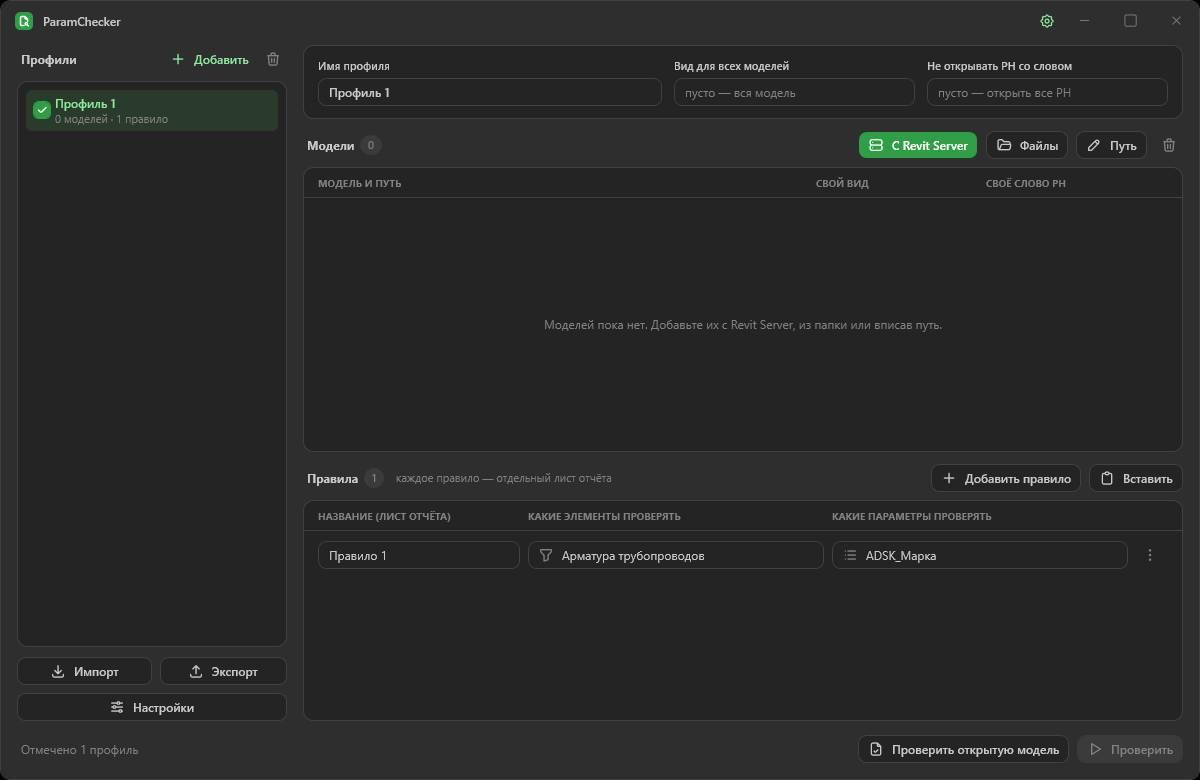 ParamChecker
Профили
Добавить
Профиль 1
0 моделей · 1 правило
Импорт
Экспорт
Настройки
Отмечено 1 профиль
Имя профиля
Вид для всех моделей
Не открывать РН со словом
Профиль 1
пусто — вся модель
пусто — открыть все РН
Модели 0
С Revit Server
Файлы
Путь
МОДЕЛЬ И ПУТЬ
СВОЙ ВИД
СВОЁ СЛОВО РН
Моделей пока нет. Добавьте их с Revit Server, из папки или вписав путь.
Правила 1 каждое правило — отдельный лист отчёта
Добавить правило
Вставить
НАЗВАНИЕ (ЛИСТ ОТЧЁТА)
КАКИЕ ЭЛЕМЕНТЫ ПРОВЕРЯТЬ
КАКИЕ ПАРАМЕТРЫ ПРОВЕРЯТЬ
Правило 1
Арматура трубопроводов
ADSK_Марка
Проверить открытую модель
Проверить